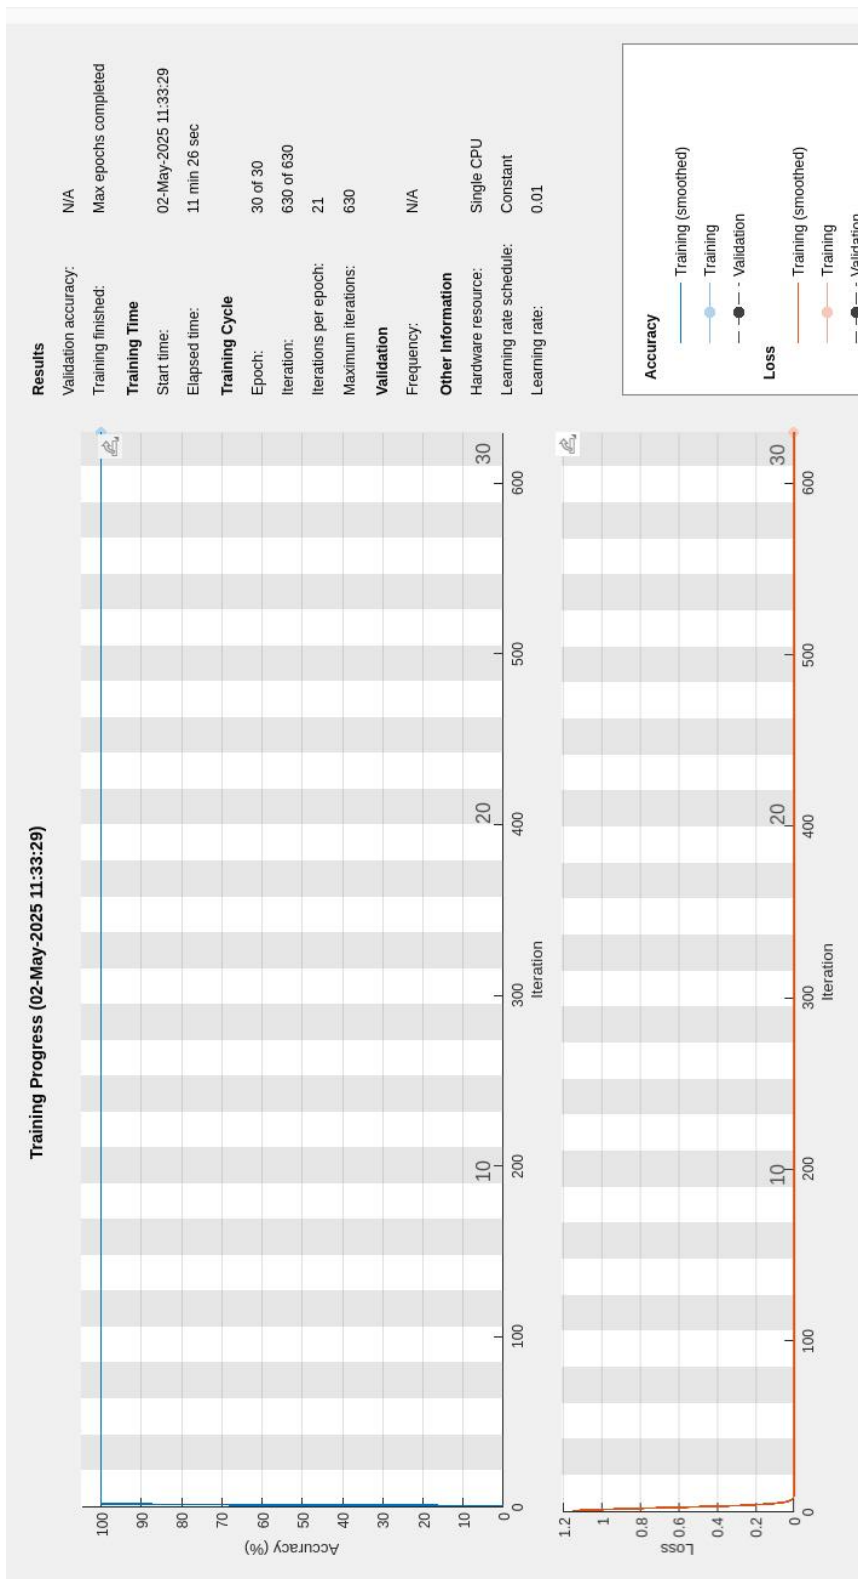 Training Progress (02-May-2025 11:33:29)
100
90
80
70
60
50
40
30
20
10
0
Accuracy (%)
10
20
30
0
100
200
300
400
500
600
Iteration
1.2
1
0.8
0.6
0.4
0.2
0
Loss
10
20
30
0
100
200
300
400
500
600
Iteration
Results
Validation accuracy: N/A
Training finished: Max epochs completed
Training Time
Start time: 02-May-2025 11:33:29
Elapsed time: 11 min 26 sec
Training Cycle
Epoch: 30 of 30
Iteration: 630 of 630
Iterations per epoch: 21
Maximum iterations: 630
Validation
Frequency: N/A
Other Information
Hardware resource: Single CPU
Learning rate schedule: Constant
Learning rate: 0.01
Accuracy
Training (smoothed)
Training
Validation
Loss
Training (smoothed)
Training
Validation